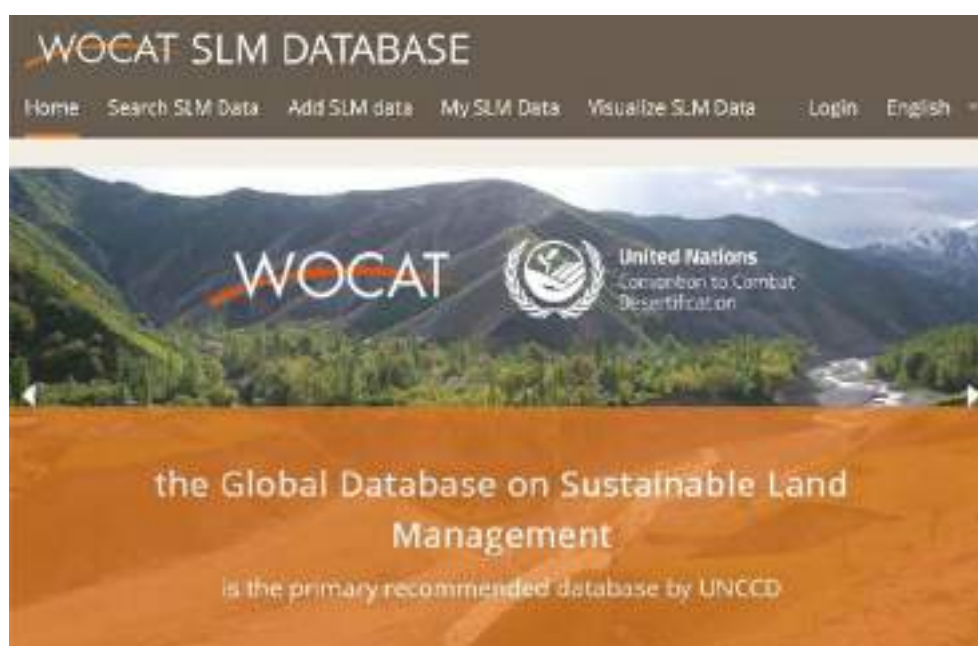 WOCAT SLM DATABASE
Home Search SLM Data Add SLM data My SLM Data Visualize SLM Data Login English
WOCAT
United Nations
Convention to Combat
Desertification
the Global Database on Sustainable Land
Management
is the primary recommended database by UNCCD